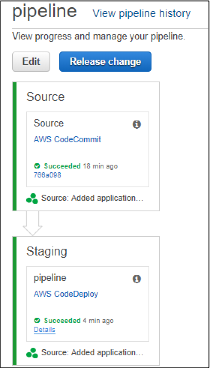 pipeline View pipeline history
View progress and manage your pipeline.
Edit Release change
Source
Source
AWS CodeCommit
Succeeded 18 min ago
Source: Added application...
Staging
pipeline
AWS CodeDeploy
Succeeded 4 min ago
Details
Source: Added application...